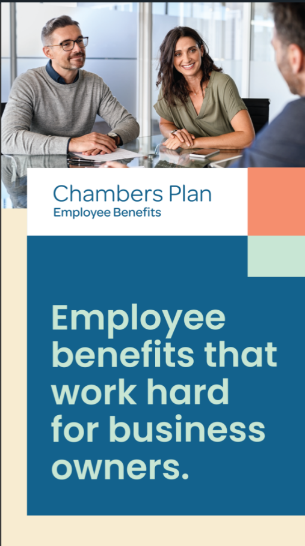 Chambers Plan
Employee Benefits
Employee
benefits that
work hard
for business
owners.